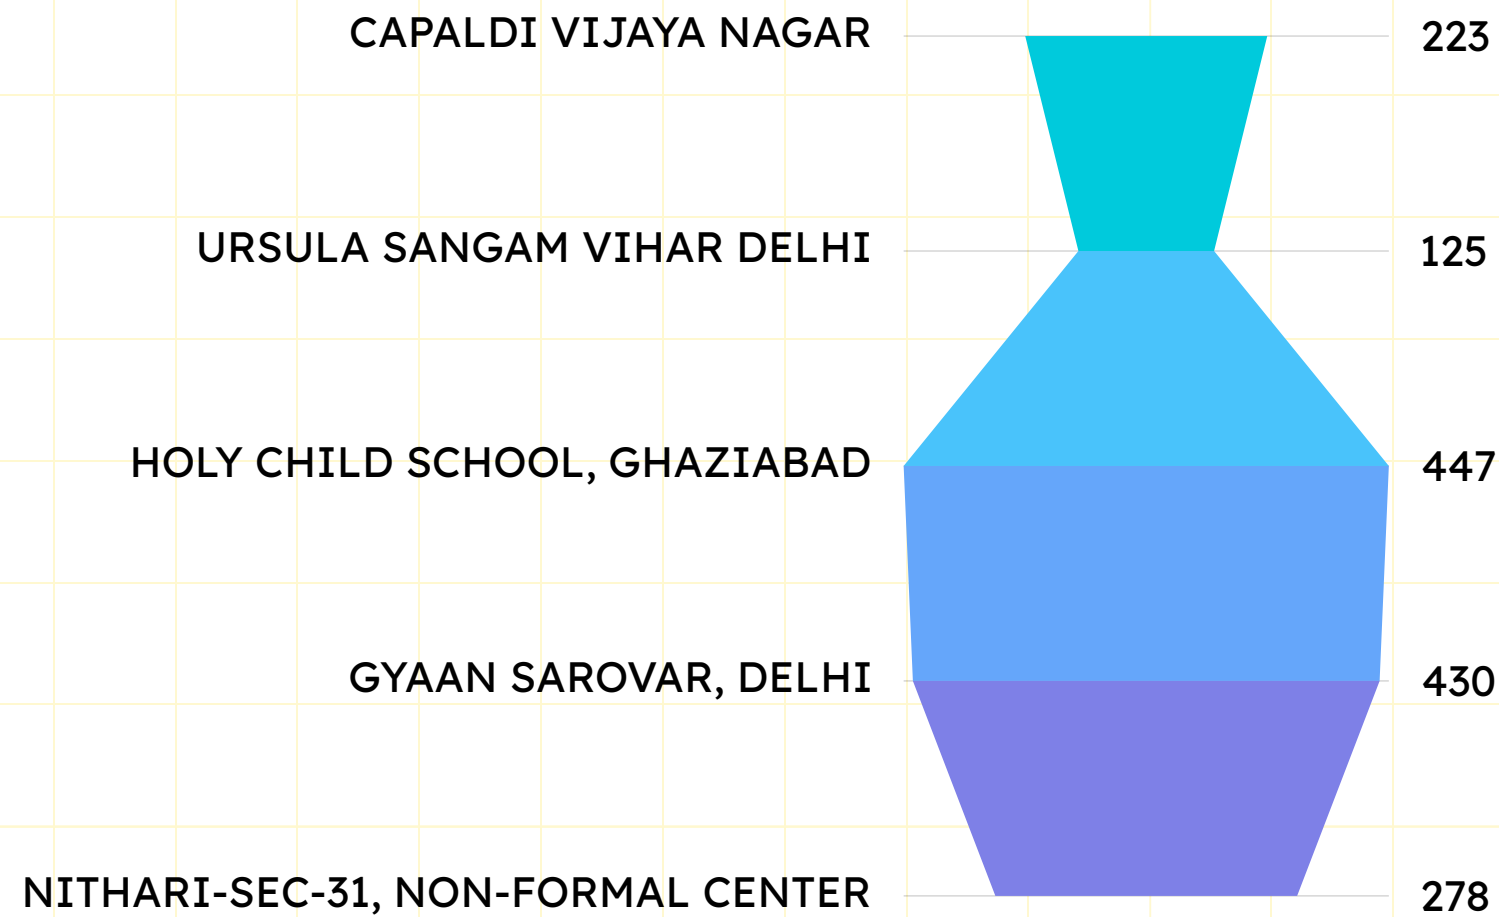 CAPALDI VIJAYA NAGAR 223
URSULA SANGAM VIHAR DELHI 125
HOLY CHILD SCHOOL, GHAZIABAD 447
GYAAN SAROVAR, DELHI 430
NITHARI-SEC-31, NON-FORMAL CENTER 278